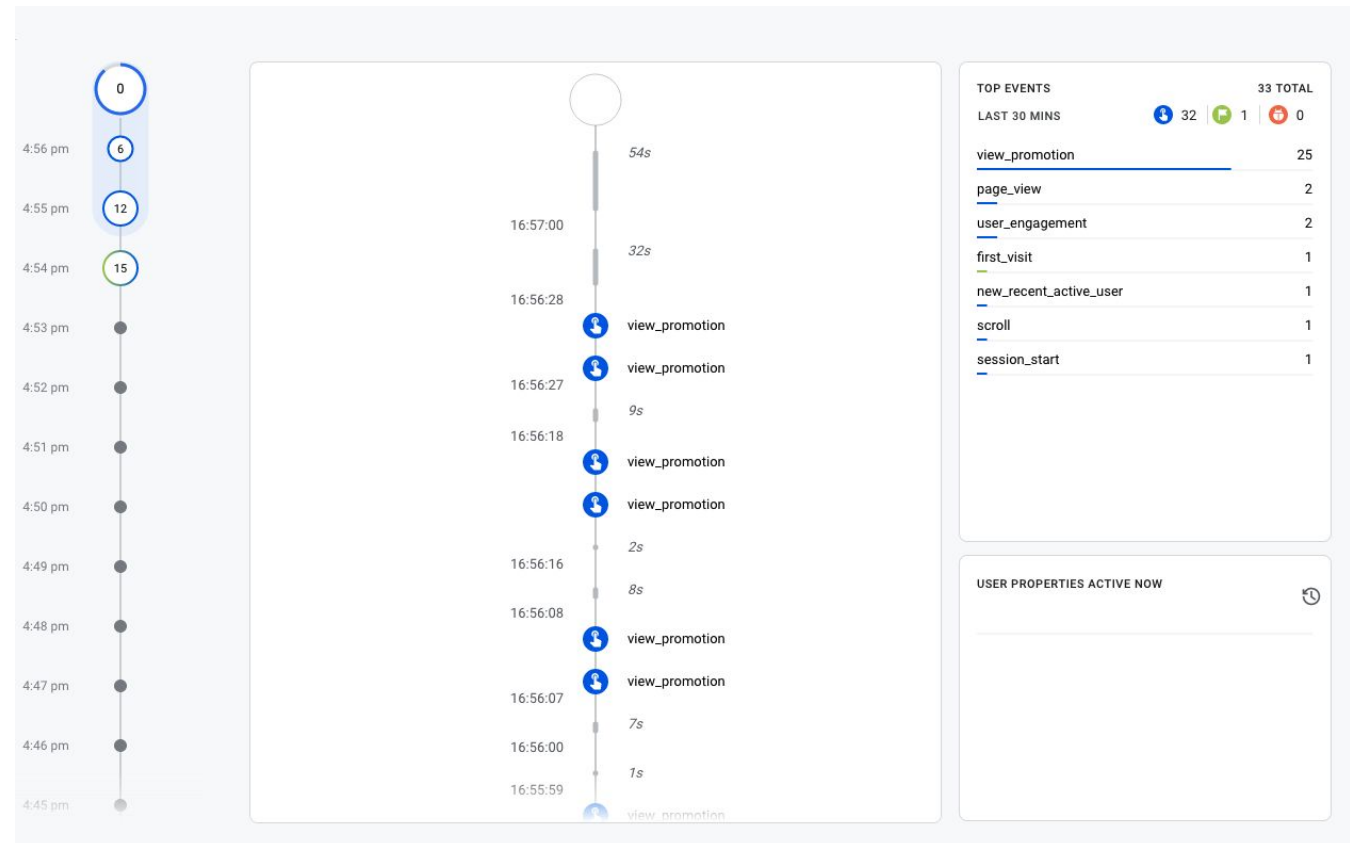 0
4:56 pm 6
4:55 pm 12
4:54 pm 15
4:53 pm
4:52 pm
4:51 pm
4:50 pm
4:49 pm
4:48 pm
4:47 pm
4:46 pm
4:45 pm
54s
16:57:00
32s
16:56:28
view_promotion
view_promotion
16:56:27
9s
16:56:18
view_promotion
view_promotion
2s
16:56:16
8s
16:56:08
view_promotion
view_promotion
16:56:07
7s
16:56:00
1s
16:55:59
view_promotion
TOP EVENTS 33 TOTAL
LAST 30 MINS 32 1 0
view_promotion 25
page_view 2
user_engagement 2
first_visit 1
new_recent_active_user 1
scroll 1
session_start 1
USER PROPERTIES ACTIVE NOW